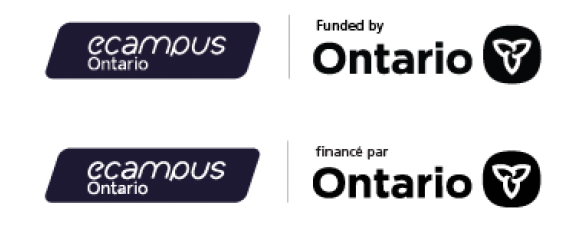 ecampus
Ontario
Funded by
Ontario
ecampus
Ontario
financé par
Ontario